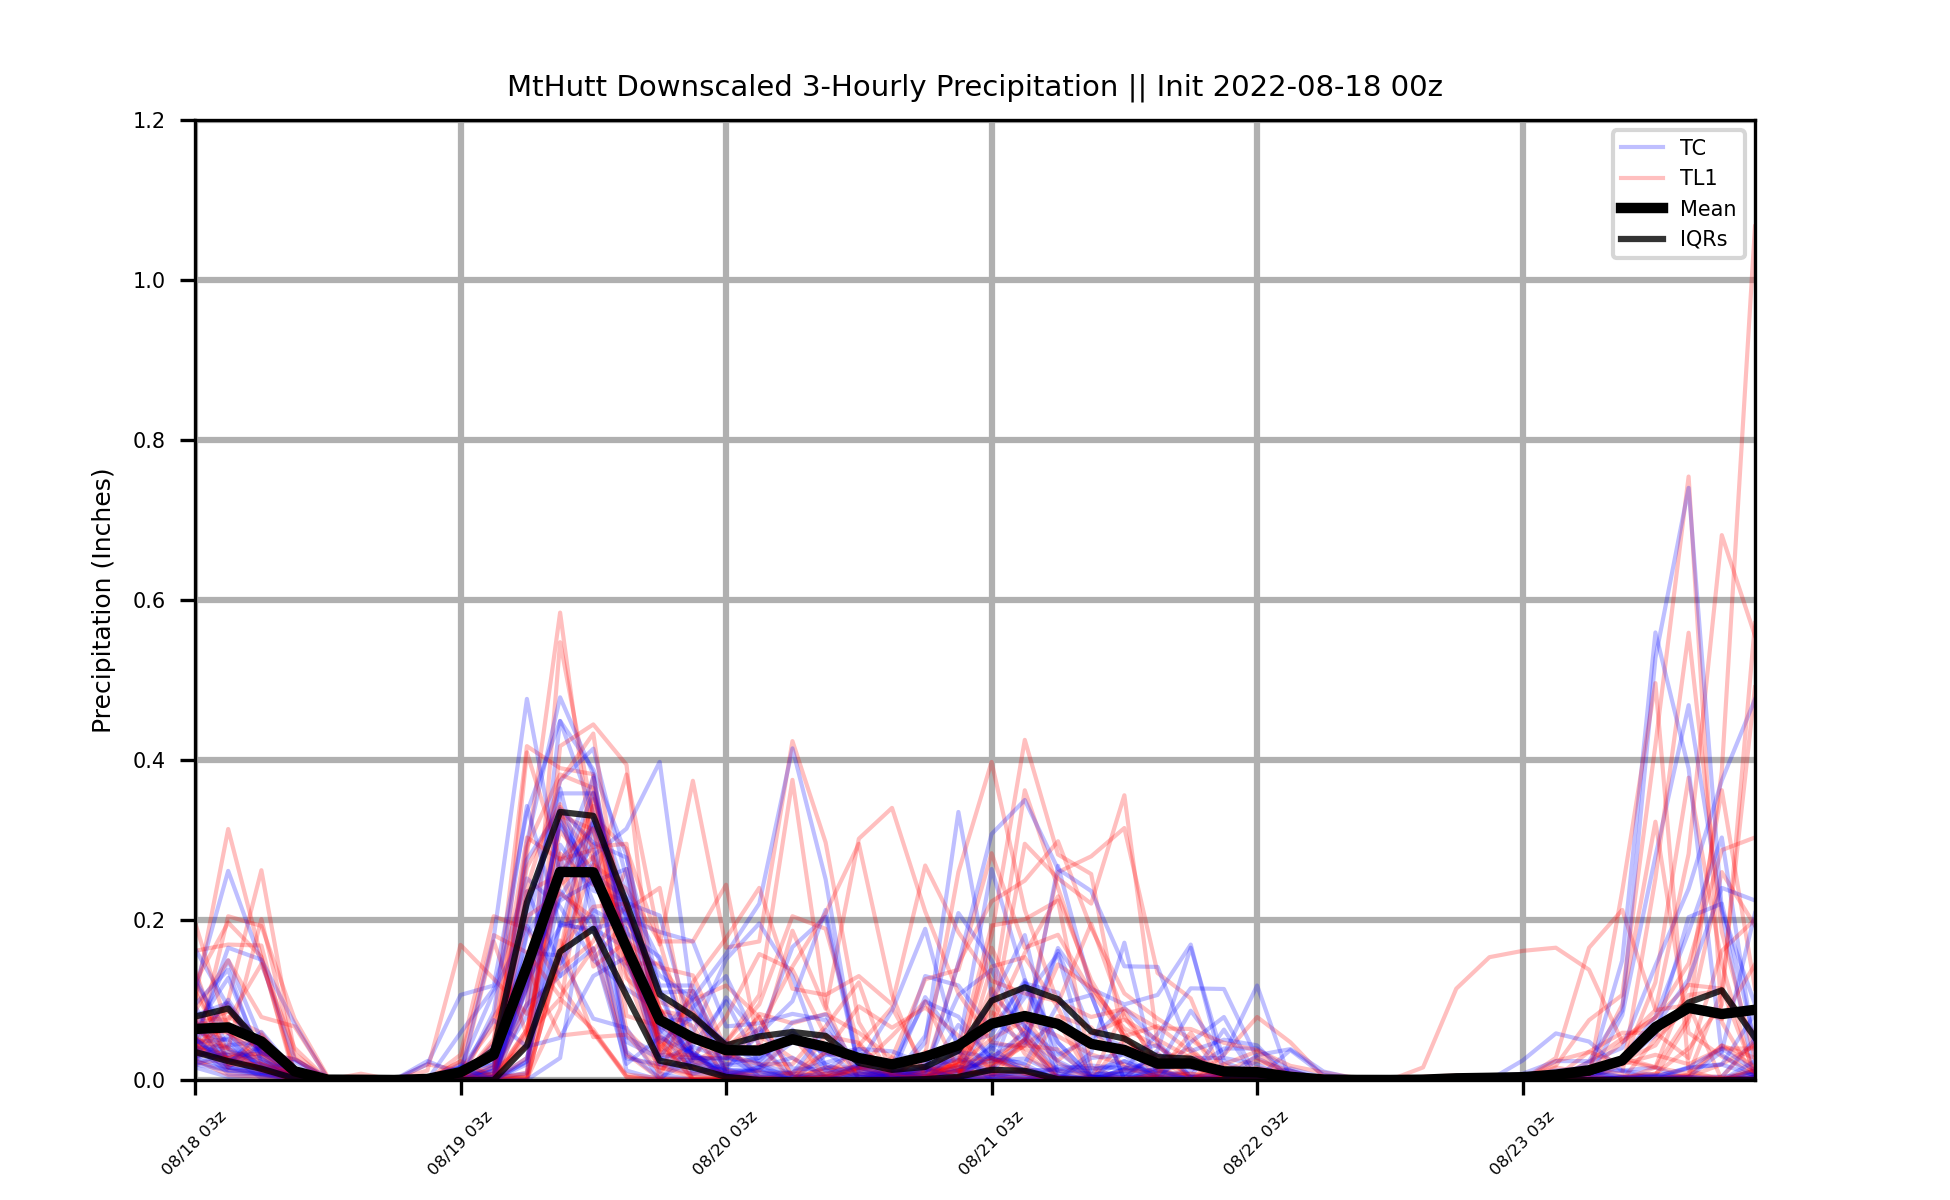 MtHutt Downscaled 3-Hourly Precipitation || Init 2022-08-18 00z
TC
TL1
Mean
IQRs
Precipitation (Inches)
1.2
1.0
0.8
0.6
0.4
0.2
0.0
08/18 03z
08/19 03z
08/20 03z
08/21 03z
08/22 03z
08/23 03z